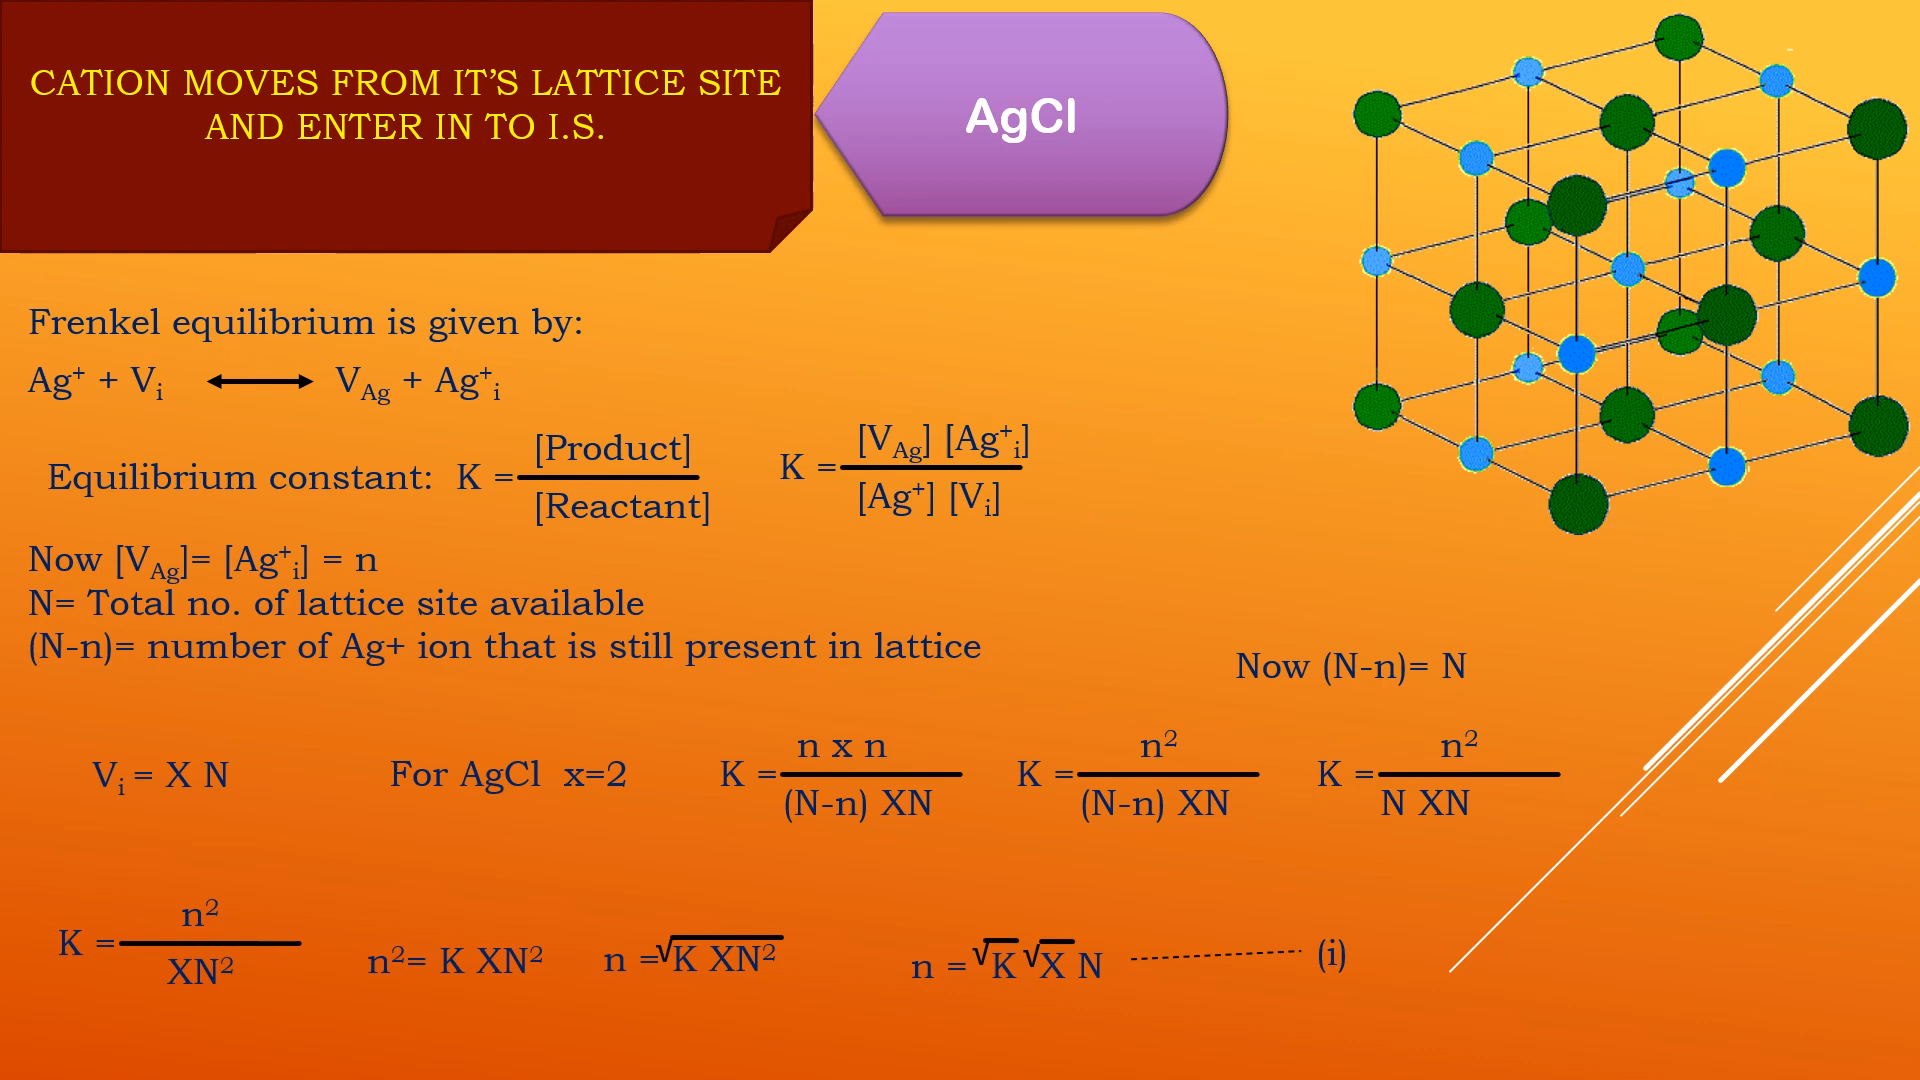 CATION MOVES FROM IT’S LATTICE SITE
AND ENTER IN TO I.S.
AgCl
Frenkel equilibrium is given by:
Ag⁺ + Vᵢ ⟷ V_Ag + Ag⁺ᵢ
Equilibrium constant: K = [Product] / [Reactant] K = [V_Ag] [Ag⁺ᵢ] / [Ag⁺] [Vᵢ]
Now [V_Ag]= [Ag⁺ᵢ] = n
N= Total no. of lattice site available
(N-n)= number of Ag+ ion that is still present in lattice
Now (N-n)= N
Vᵢ = X N For AgCl x=2 K = n x n / (N-n) XN K = n² / (N-n) XN K = n² / N XN
K = n² / XN² n²= K XN² n =√K XN² n = √K √X N ---------- (i)